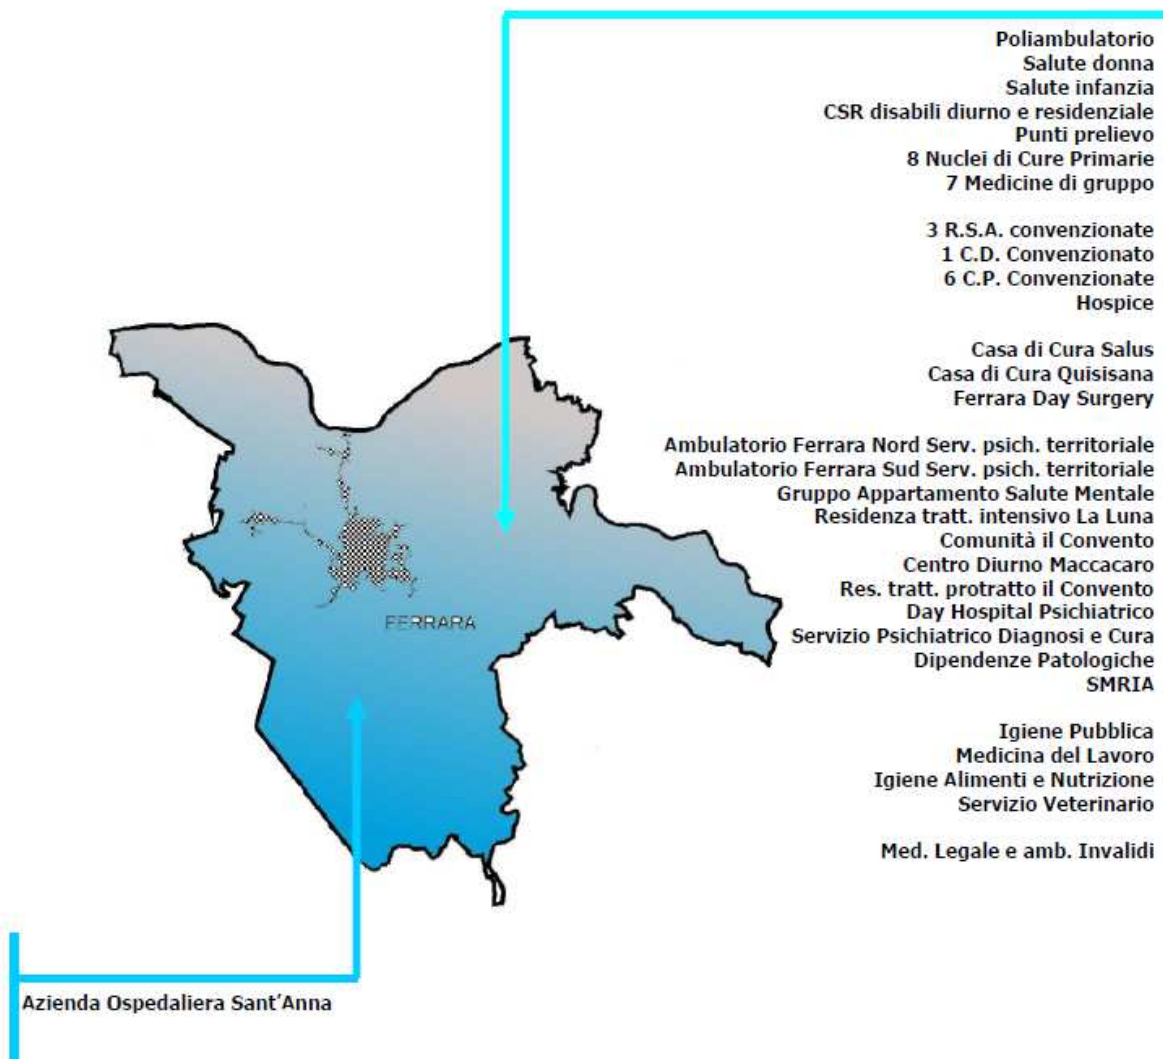 Poliambulatorio
Salute donna
Salute infanzia
CSR disabili diurno e residenziale
Punti prelievo
8 Nuclei di Cure Primarie
7 Medicine di gruppo
3 R.S.A. convenzionate
1 C.D. Convenzionato
6 C.P. Convenzionate
Hospice
Casa di Cura Salus
Casa di Cura Quisisana
Ferrara Day Surgery
Ambulatorio Ferrara Nord Serv. psich. territoriale
Ambulatorio Ferrara Sud Serv. psich. territoriale
Gruppo Appartamento Salute Mentale
Residenza tratt. intensivo La Luna
Comunità il Convento
Centro Diurno Maccacaro
Res. tratt. protratto il Convento
Day Hospital Psichiatrico
Servizio Psichiatrico Diagnosi e Cura
Dipendenze Patologiche
SMRIA
Igiene Pubblica
Medicina del Lavoro
Igiene Alimenti e Nutrizione
Servizio Veterinario
Med. Legale e amb. Invalidi
FERRARA
Azienda Ospedaliera Sant'Anna